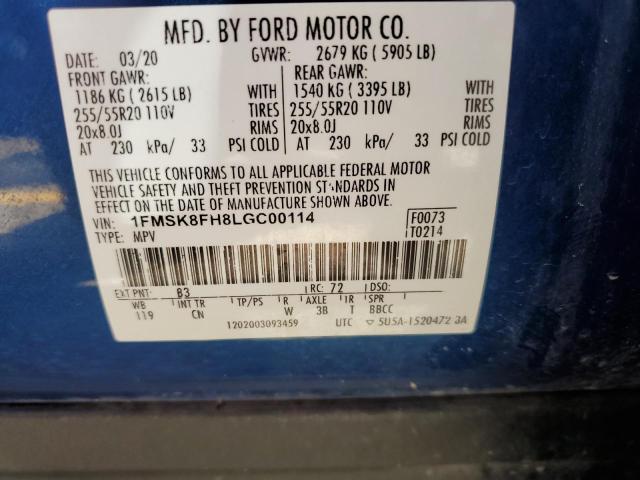 MFD. BY FORD MOTOR CO.
DATE: 03/20 GVWR: 2679 KG ( 5905 LB)
FRONT GAWR: REAR GAWR:
1186 KG ( 2615 LB) WITH 1540 KG ( 3395 LB) WITH
255/55R20 110V TIRES 255/55R20 110V TIRES
20x8.0J RIMS 20x8.0J RIMS
AT 230 kPa/ 33 PSI COLD AT 230 kPa/ 33 PSI COLD
THIS VEHICLE CONFORMS TO ALL APPLICABLE FEDERAL MOTOR
VEHICLE SAFETY AND THEFT PREVENTION STANDARDS IN
EFFECT ON THE DATE OF MANUFACTURE SHOWN ABOVE.
VIN: 1FMSK8FH8LGC00114 F0073
TYPE: MPV T0214
EXT PNT: B3 RC: 72 DSO:
WB INT TR TP/PS R AXLE TR SPR
119 CN W 3B T BBCC
1202003093459 UTC ▽ 5U5A-1520472 3A